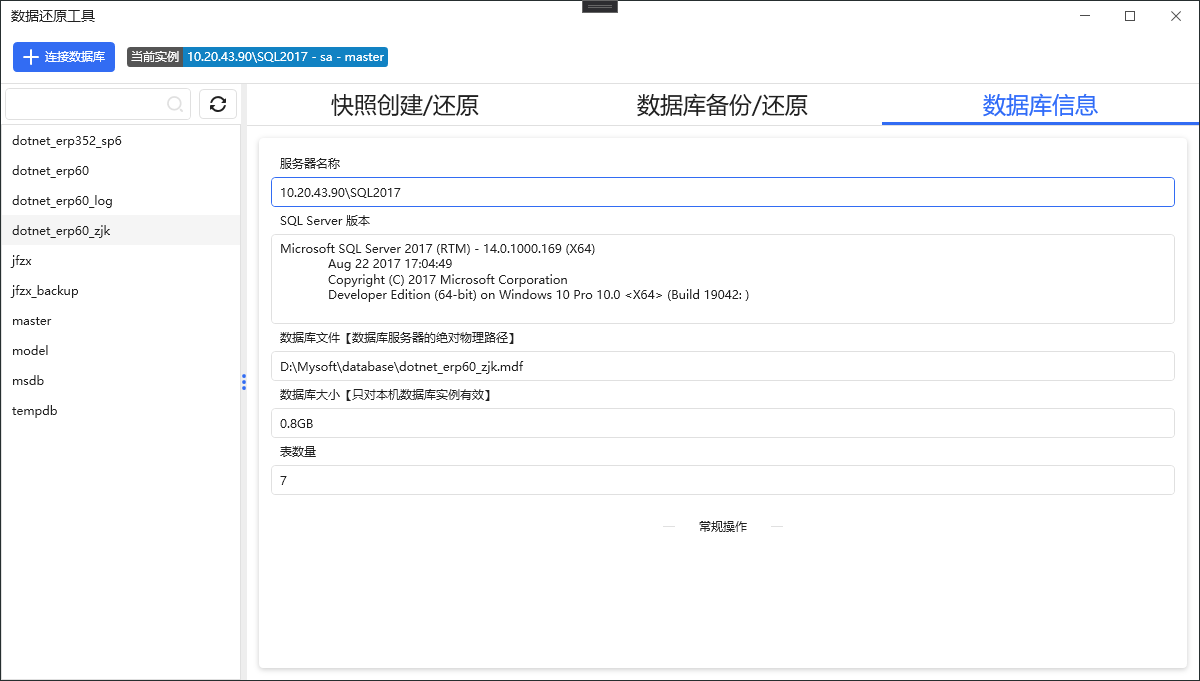 数据还原工具
连接数据库
当前实例 10.20.43.90\SQL2017 - sa - master
快照创建/还原 数据库备份/还原 数据库信息
dotnet_erp352_sp6
dotnet_erp60
dotnet_erp60_log
dotnet_erp60_zjk
jfzx
jfzx_backup
master
model
msdb
tempdb
服务器名称
10.20.43.90\SQL2017
SQL Server 版本
Microsoft SQL Server 2017 (RTM) - 14.0.1000.169 (X64)
Aug 22 2017 17:04:49
Copyright (C) 2017 Microsoft Corporation
Developer Edition (64-bit) on Windows 10 Pro 10.0 <X64> (Build 19042: )
数据库文件【数据库服务器的绝对物理路径】
D:\Mysoft\database\dotnet_erp60_zjk.mdf
数据库大小【只对本机数据库实例有效】
0.8GB
表数量
7
常规操作